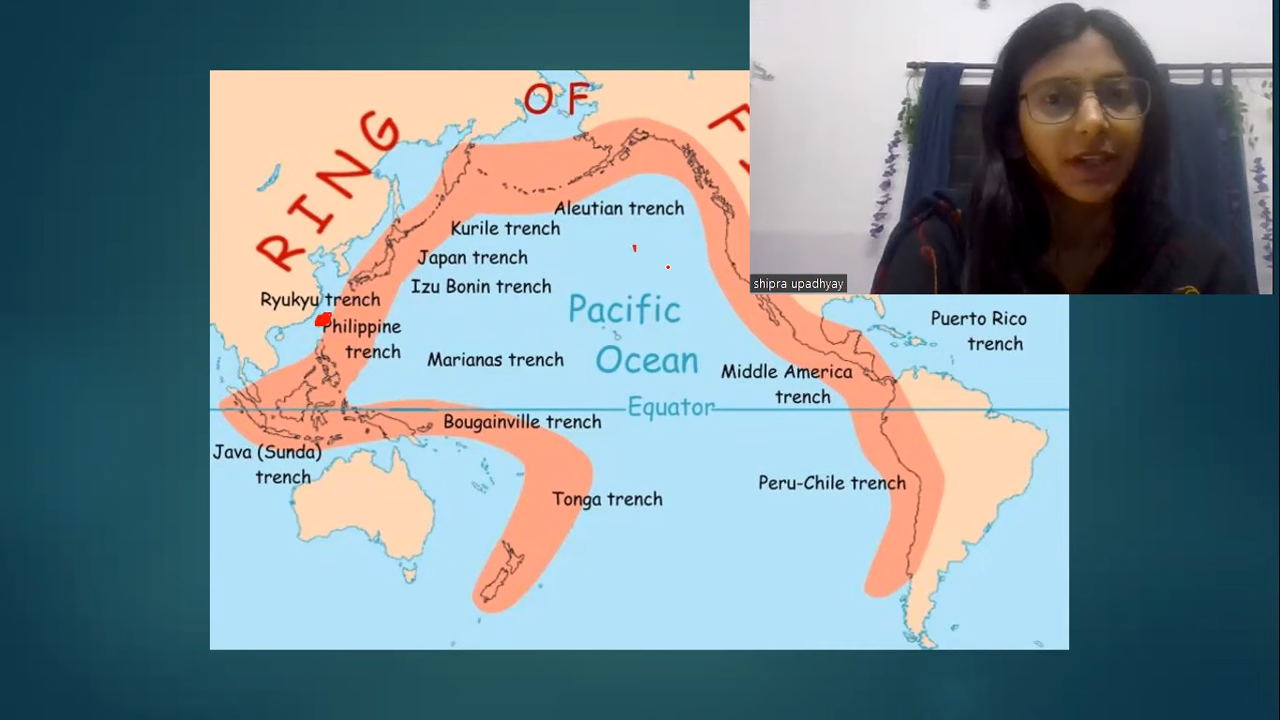 RING OF F
Aleutian trench
Kurile trench
Japan trench
Izu Bonin trench
shipra upadhyay
Ryukyu trench
Philippine
trench
Pacific
Ocean
Puerto Rico
trench
Marianas trench
Middle America
trench
Equator
Bougainville trench
Java (Sunda)
trench
Peru-Chile trench
Tonga trench